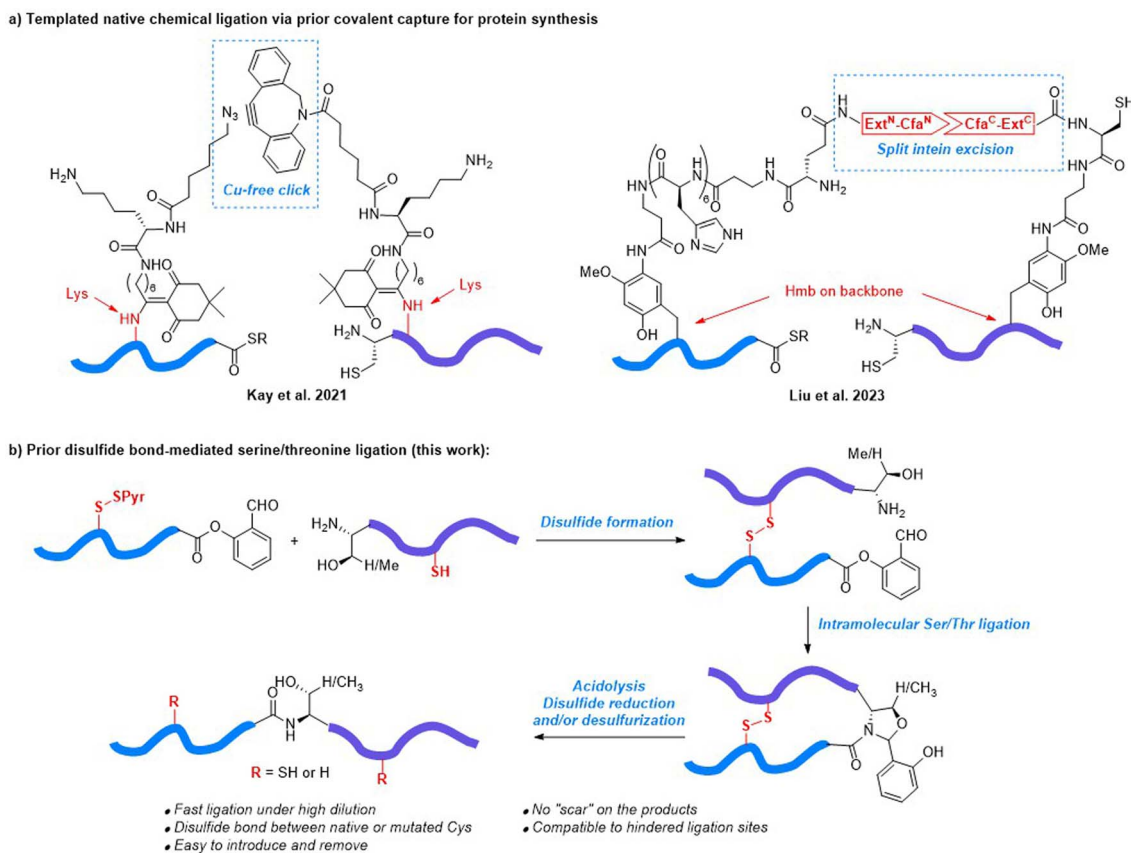 a) Templated native chemical ligation via prior covalent capture for protein synthesis
N3
O
N
H2N
O
O
NH
O
HN
Cu-free click
NH2
O
HN
O
HN
O
( )6
O
Lys
HN
O
SR
O
O
HN
( )6
O
NH
O
Lys
H2N
HS
Kay et al. 2021
O
H
N
ExtN-CfaN
CfaC-ExtC
Split intein excision
O
N
H
SH
O
HN
O
H
N
6
O
N
H
O
H
N
O
NH2
N
NH
HN
O
MeO
HN
OH
O
SR
Hmb on backbone
O
HN
O
HN
OMe
OH
H2N
HS
Liu et al. 2023
b) Prior disulfide bond-mediated serine/threonine ligation (this work):
S-SPyr
CHO
O
O
+
H2N
HO
H/Me
SH
Disulfide formation
Me/H
OH
NH2
S
S
CHO
O
O
Intramolecular Ser/Thr ligation
H/CH3
S
S
O
N
O
OH
Acidolysis
Disulfide reduction
and/or desulfurization
HO
H/CH3
R
O
N
H
R
R = SH or H
• Fast ligation under high dilution
• Disulfide bond between native or mutated Cys
• Easy to introduce and remove
• No "scar" on the products
• Compatible to hindered ligation sites